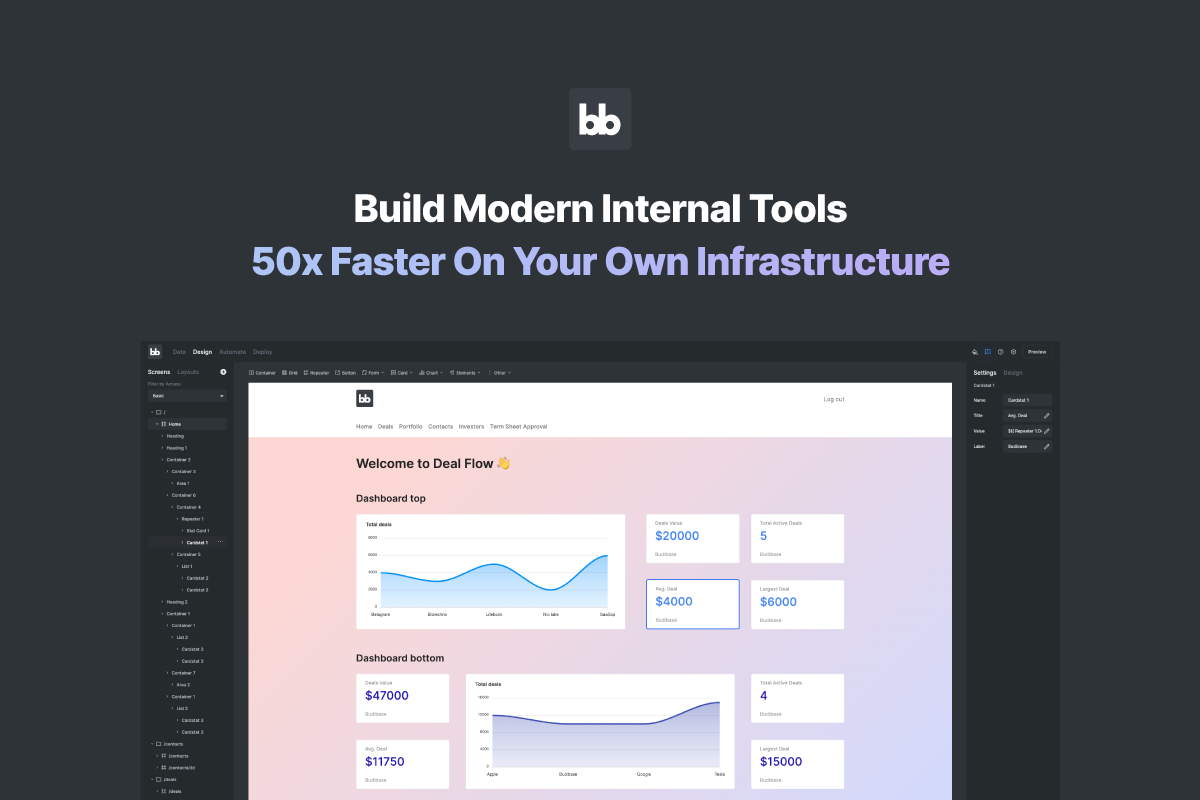 bb
Build Modern Internal Tools
50x Faster On Your Own Infrastructure
bb Data Design Automate Deploy
Preview
Screens Layouts
Filter by Access
Basic
/
Home
Heading
Heading 1
Container 2
Container 3
Area 1
Container 6
Container 4
Repeater 1
Stat Card 1
Cardstat 1
Container 5
List 1
Cardstat 2
Cardstat 2
Heading 2
Container 1
Container 1
List 2
Cardstat 3
Cardstat 3
Container 7
Area 2
Container 1
List 3
Cardstat 3
Cardstat 3
/contacts
/contacts
/contacts/:id
/deals
/deals
Container Grid Repeater Button Form Card Chart Elements Other
bb
Log out
Home Deals Portfolio Contacts Investors Term Sheet Approval
Welcome to Deal Flow 👋
Dashboard top
Total deals
8000
6000
4000
2000
0
Betagram Biotechno Lifeborn Rio labs
Deals Value
$20000
Budibase
Total Active Deals
5
Budibase
Avg. Deal
$4000
Budibase
Largest Deal
$6000
Budibase
Dashboard bottom
Deals Value
$47000
Budibase
Avg. Deal
$11750
Budibase
Total deals
16000
12000
8000
4000
0
Apple Budibase Google Tesla
Total Active Deals
4
Budibase
Largest Deal
$15000
Budibase
Settings Design
Cardstat 1
Name Cardstat 1
Title Avg. Deal
Value
Label Budibase